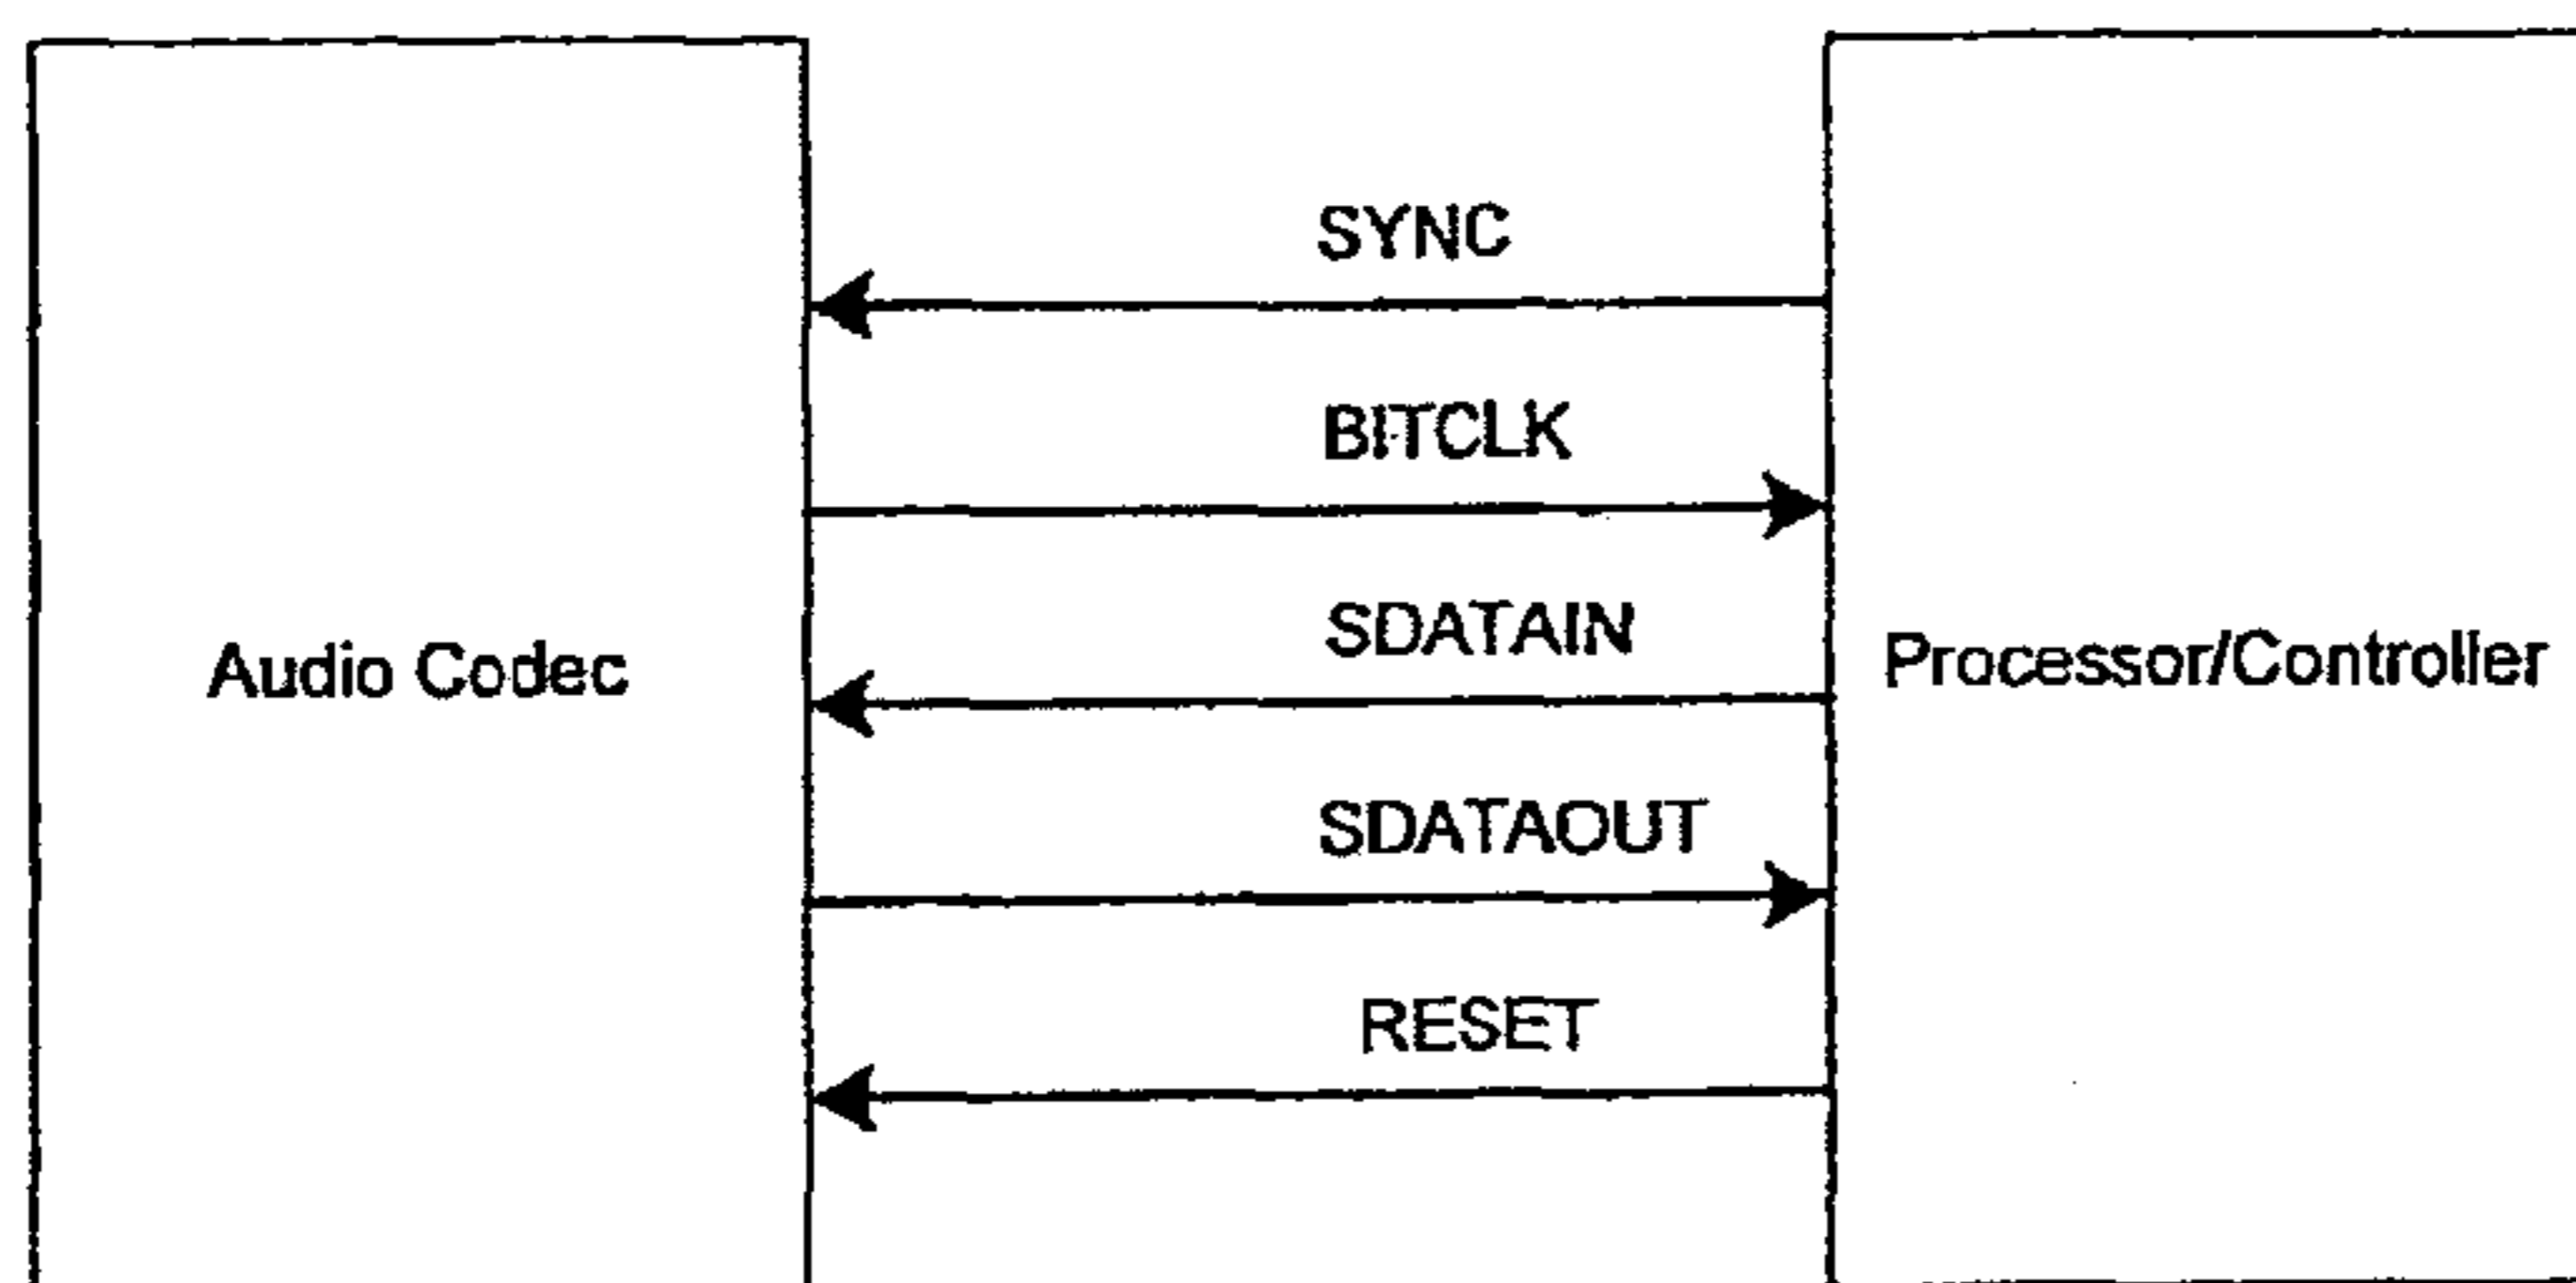 SYNC
BITCLK
SDATAIN
Audio Codec
Processor/Controller
SDATAOUT
RESET